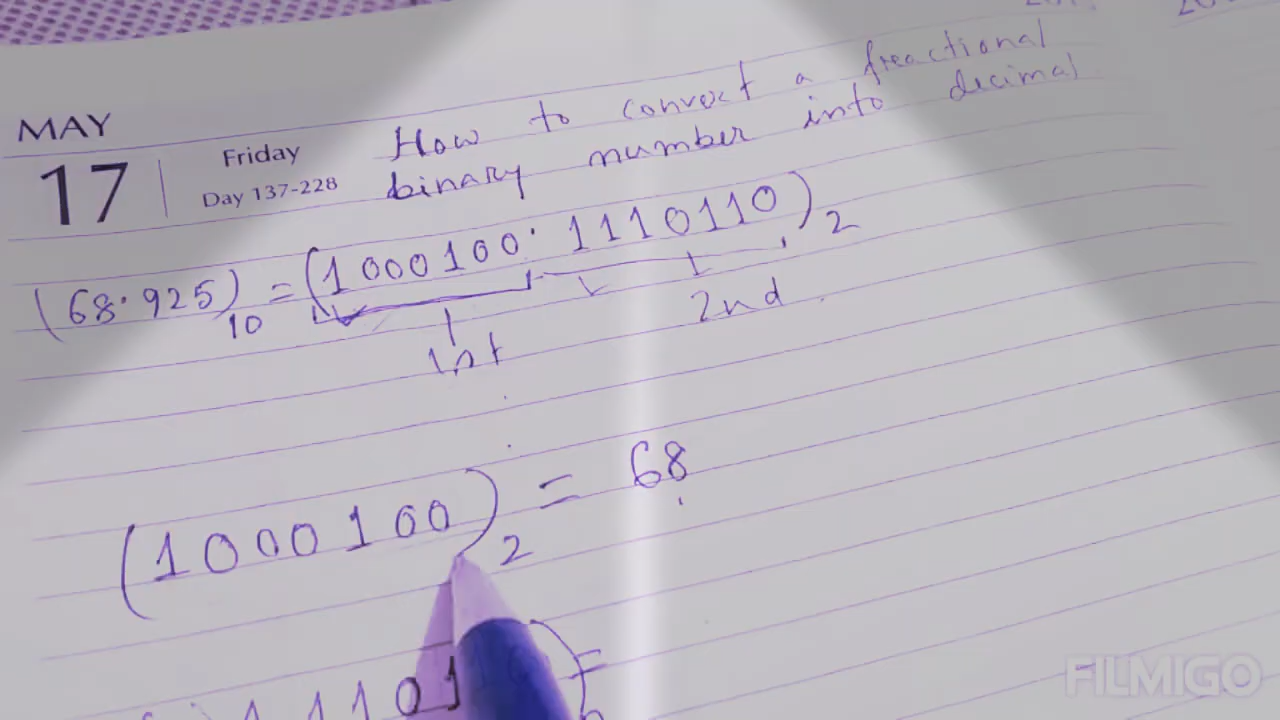 How to convert a fractional
MAY
17
Friday
Day 137-228
binary number into decimal
(68.925)10 = (1000100.1110110)2
1st
2nd
(1000100)2 = 68
11101
=
FILMIGO